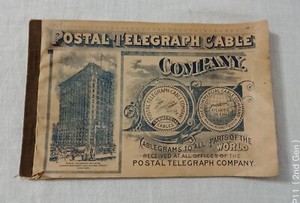 POSTAL TELEGRAPH CABLE
COMPANY.
CABLEGRAMS TO ALL PARTS OF THE
WORLD
RECEIVED AT ALL OFFICES OF THE
POSTAL TELEGRAPH COMPANY.